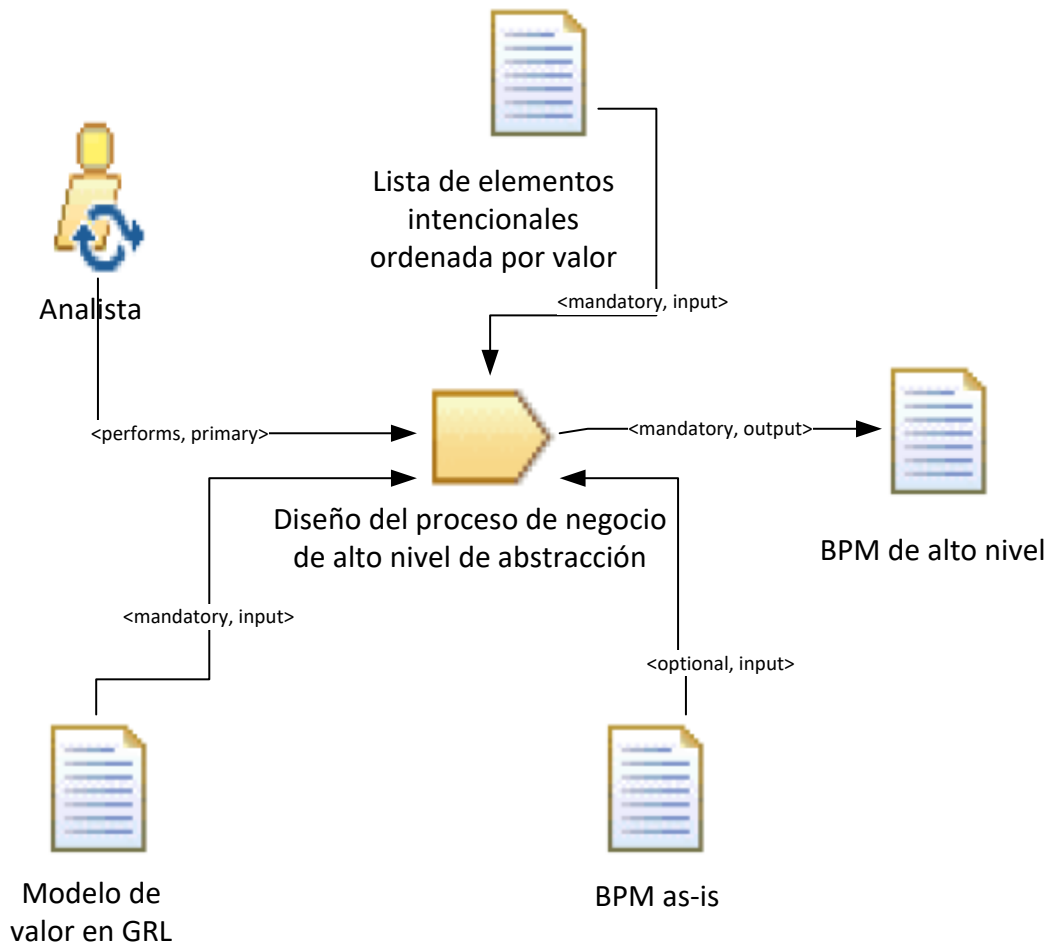 Lista de elementos
intencionales
ordenada por valor
Analista
<mandatory, input>
<performs, primary>
<mandatory, output>
Diseño del proceso de negocio
de alto nivel de abstracción
BPM de alto nivel
<mandatory, input>
<optional, input>
Modelo de
valor en GRL
BPM as-is